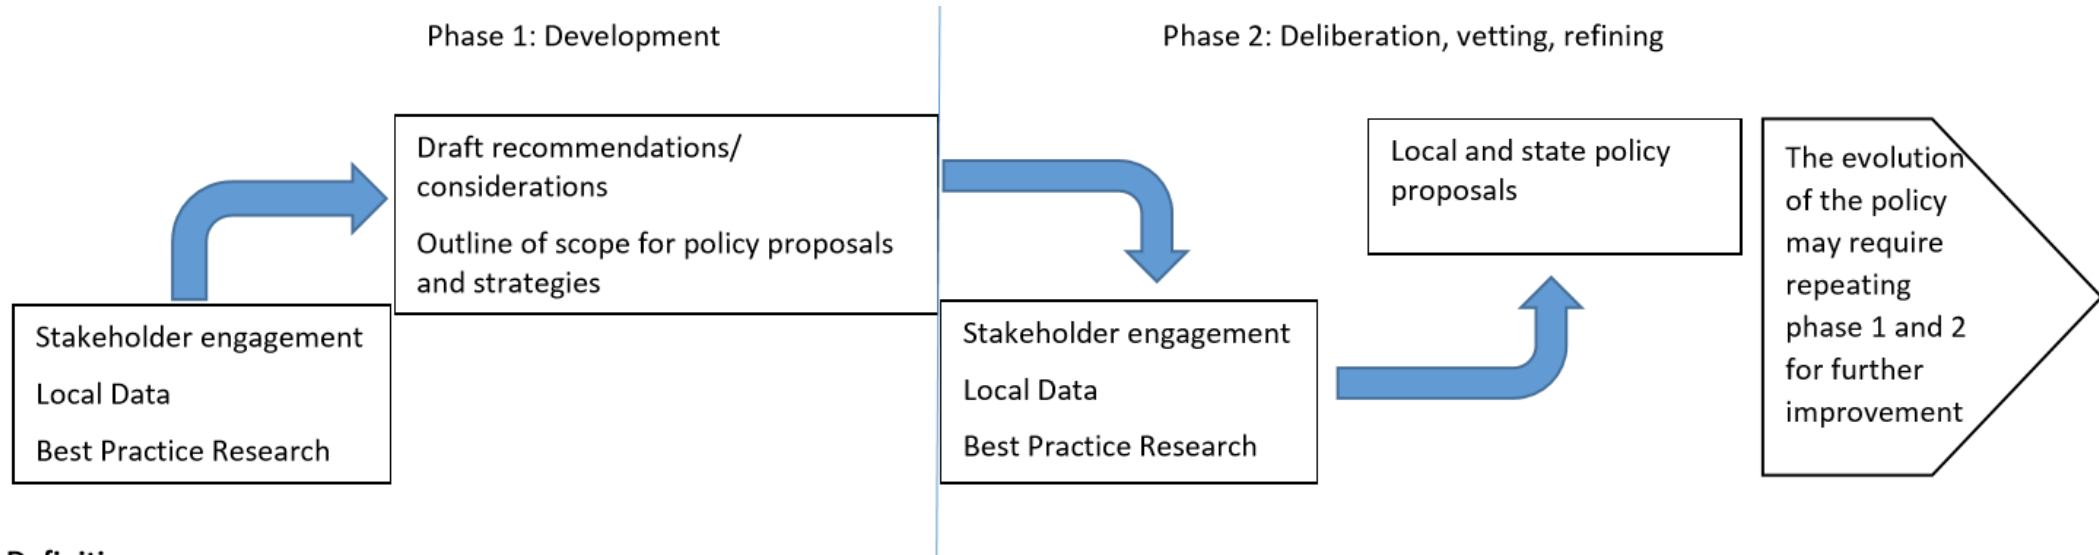 Phase 1: Development
Phase 2: Deliberation, vetting, refining
Draft recommendations/
considerations
Outline of scope for policy proposals
and strategies
Stakeholder engagement
Local Data
Best Practice Research
Stakeholder engagement
Local Data
Best Practice Research
Local and state policy
proposals
The evolution
of the policy
may require
repeating
phase 1 and 2
for further
improvement